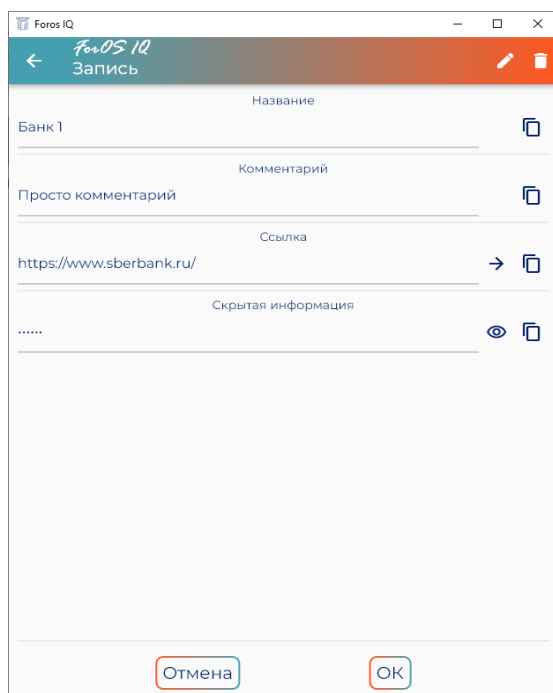 Foros IQ
ForOS IQ
Запись
Название
Банк 1
Комментарий
Просто комментарий
Ссылка
https://www.sberbank.ru/
Скрытая информация
••••••
Отмена
ОК